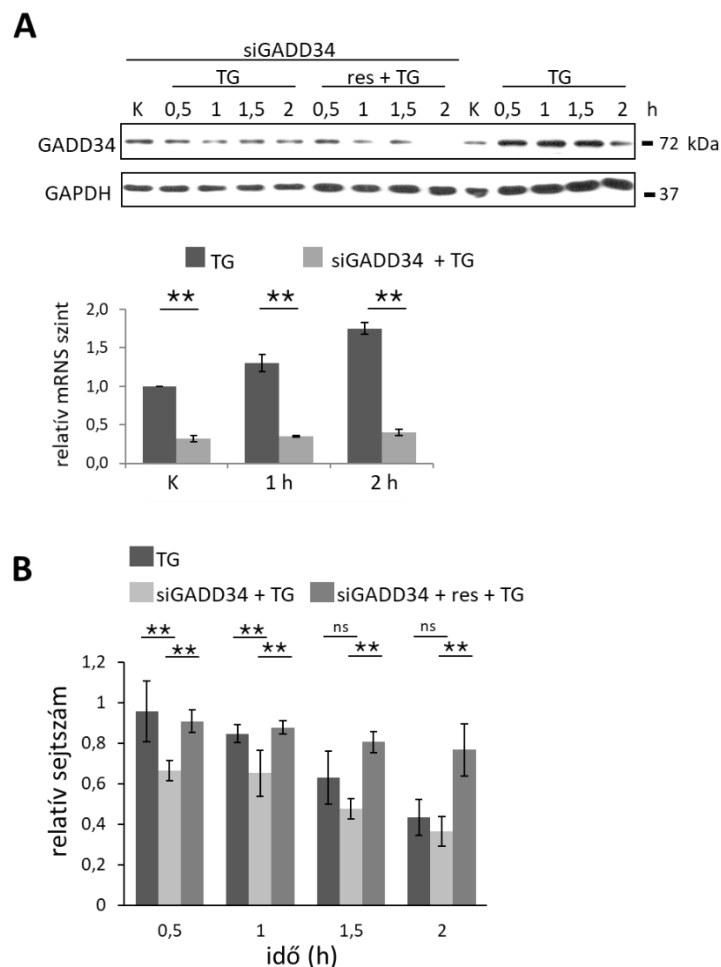 A
siGADD34
TG res + TG TG
K 0,5 1 1,5 2 0,5 1 1,5 2 K 0,5 1 1,5 2 h
GADD34 72 kDa
GAPDH 37
TG siGADD34 + TG
** ** **
relatív mRNS szint
2,0
1,5
1,0
0,5
0,0
K 1 h 2 h
B
TG
siGADD34 + TG siGADD34 + res + TG
** ** ns ns
** ** ** **
relatív sejtszám
1,2
1
0,8
0,6
0,4
0,2
0
0,5 1 1,5 2
idő (h)